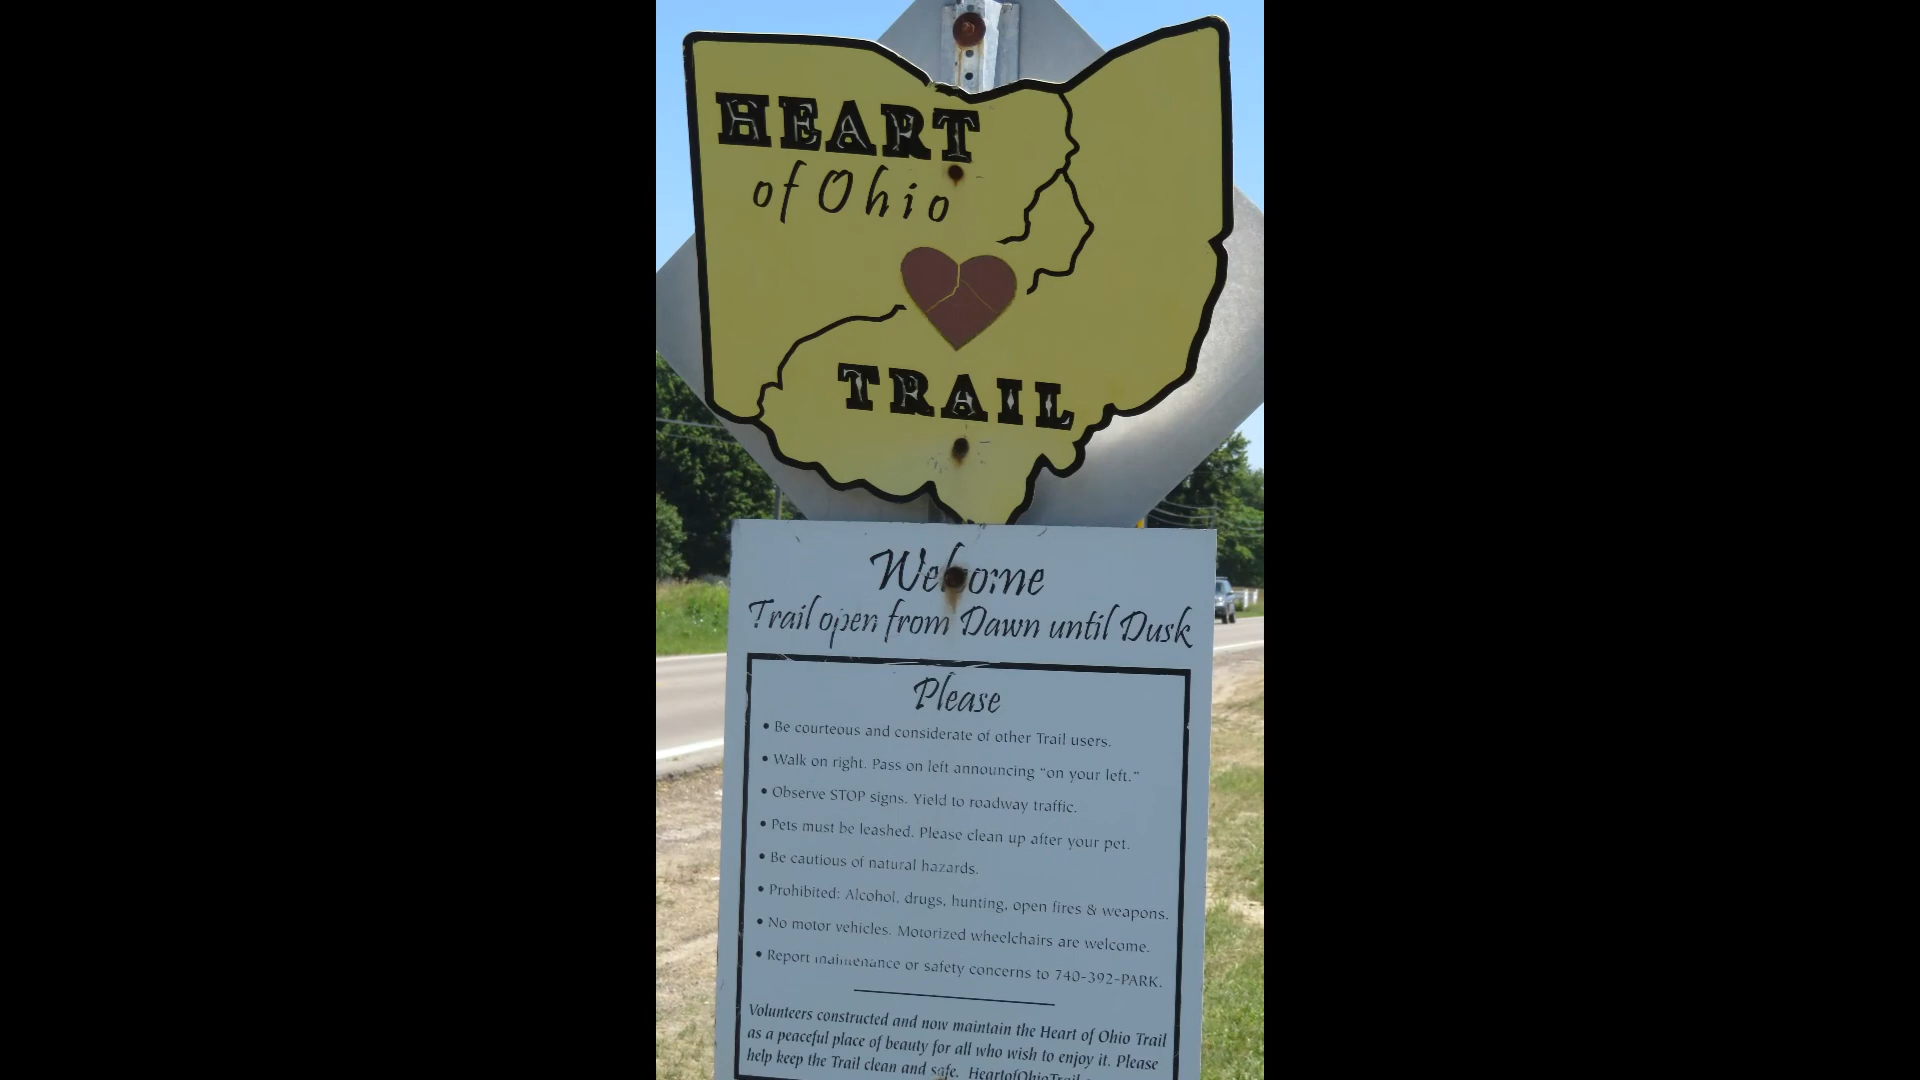 HEART
of Ohio
TRAIL
Welcome
Trail open from Dawn until Dusk
Please
• Be courteous and considerate of other Trail users.
• Walk on right. Pass on left announcing “on your left.”
• Observe STOP signs. Yield to roadway traffic.
• Pets must be leashed. Please clean up after your pet.
• Be cautious of natural hazards.
• Prohibited: Alcohol, drugs, hunting, open fires & weapons.
• No motor vehicles. Motorized wheelchairs are welcome.
• Report maintenance or safety concerns to 740-392-PARK.
Volunteers constructed and now maintain the Heart of Ohio Trail
as a peaceful place of beauty for all who wish to enjoy it. Please
help keep the Trail clean and safe. HeartofOhioTrail